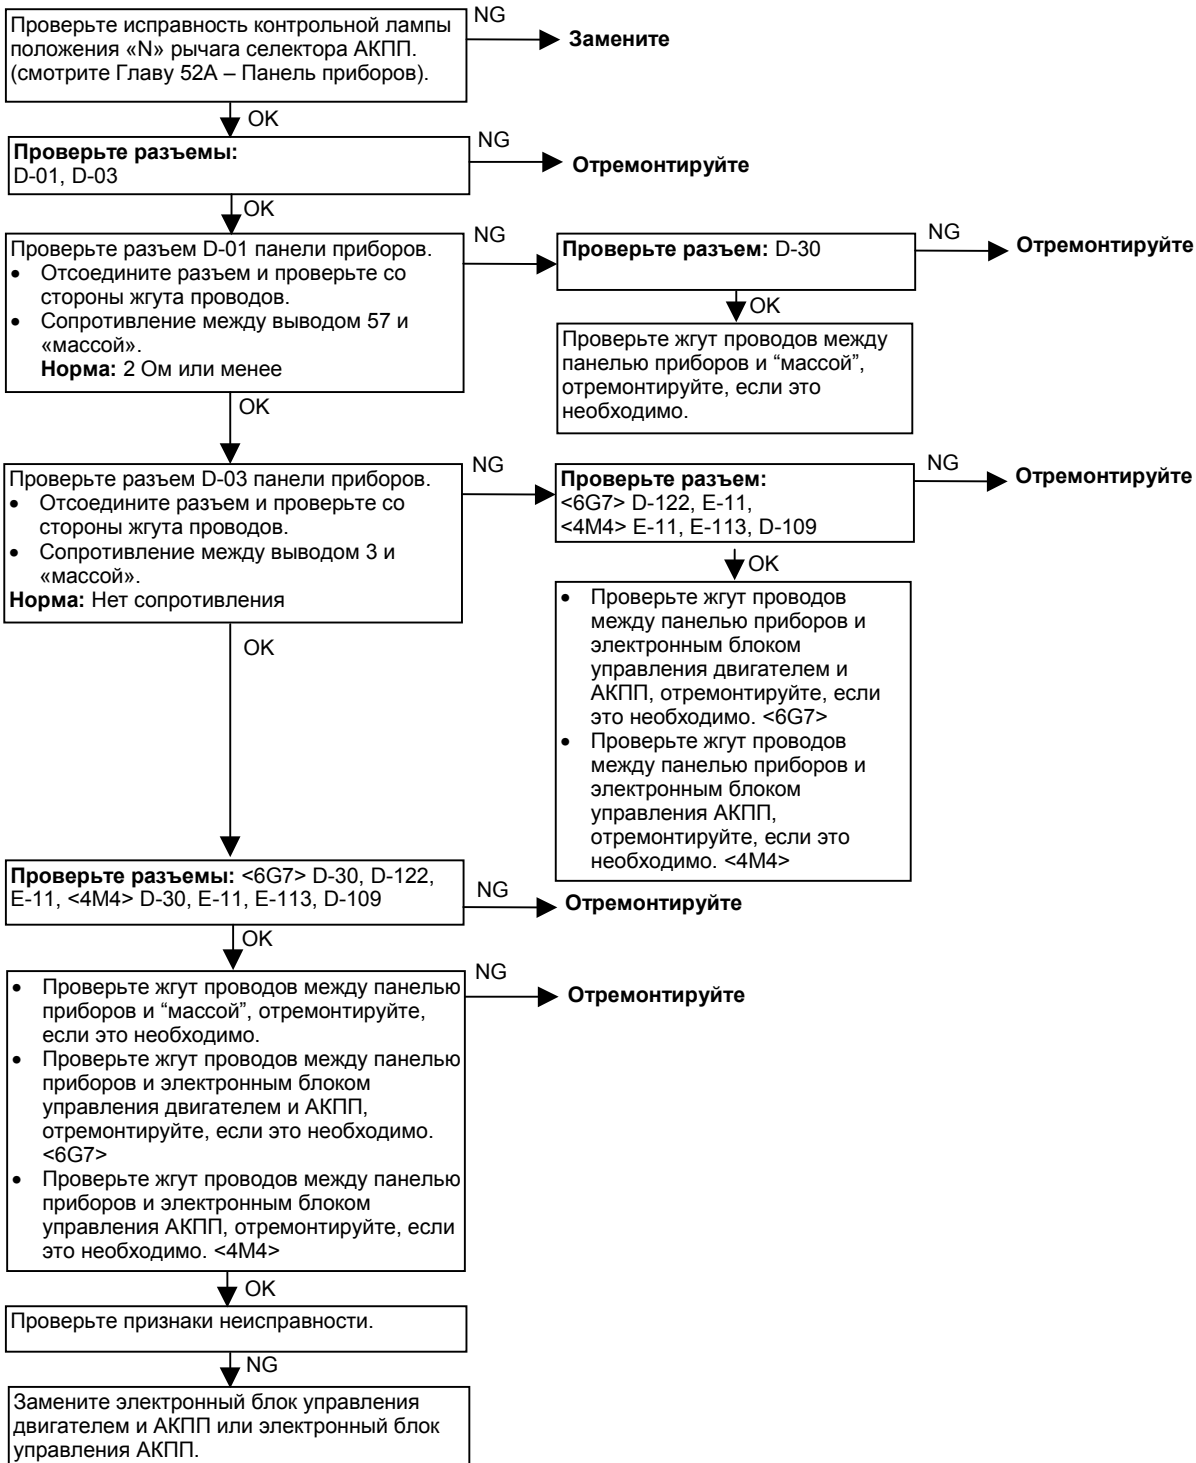 Проверьте исправность контрольной лампы
положения «N» рычага селектора АКПП.
(смотрите Главу 52А – Панель приборов).
NG
Замените
OK
Проверьте разъемы:
D-01, D-03
NG
Отремонтируйте
OK
Проверьте разъем D-01 панели приборов.
• Отсоедините разъем и проверьте со
стороны жгута проводов.
• Сопротивление между выводом 57 и
«массой».
Норма: 2 Ом или менее
NG
Проверьте разъем: D-30
NG
Отремонтируйте
OK
Проверьте жгут проводов между
панелью приборов и “массой”,
отремонтируйте, если это
необходимо.
OK
Проверьте разъем D-03 панели приборов.
• Отсоедините разъем и проверьте со
стороны жгута проводов.
• Сопротивление между выводом 3 и
«массой».
Норма: Нет сопротивления
NG
Проверьте разъем:
<6G7> D-122, E-11,
<4M4> E-11, E-113, D-109
NG
Отремонтируйте
OK
• Проверьте жгут проводов
между панелью приборов и
электронным блоком
управления двигателем и
АКПП, отремонтируйте, если
это необходимо. <6G7>
• Проверьте жгут проводов
между панелью приборов и
электронным блоком
управления АКПП,
отремонтируйте, если это
необходимо. <4M4>
OK
Проверьте разъемы: <6G7> D-30, D-122,
E-11, <4M4> D-30, E-11, E-113, D-109
NG
Отремонтируйте
OK
• Проверьте жгут проводов между панелью
приборов и “массой”, отремонтируйте,
если это необходимо.
• Проверьте жгут проводов между панелью
приборов и электронным блоком
управления двигателем и АКПП,
отремонтируйте, если это необходимо.
<6G7>
• Проверьте жгут проводов между панелью
приборов и электронным блоком
управления АКПП, отремонтируйте, если
это необходимо. <4M4>
NG
Отремонтируйте
OK
Проверьте признаки неисправности.
NG
Замените электронный блок управления
двигателем и АКПП или электронный блок
управления АКПП.